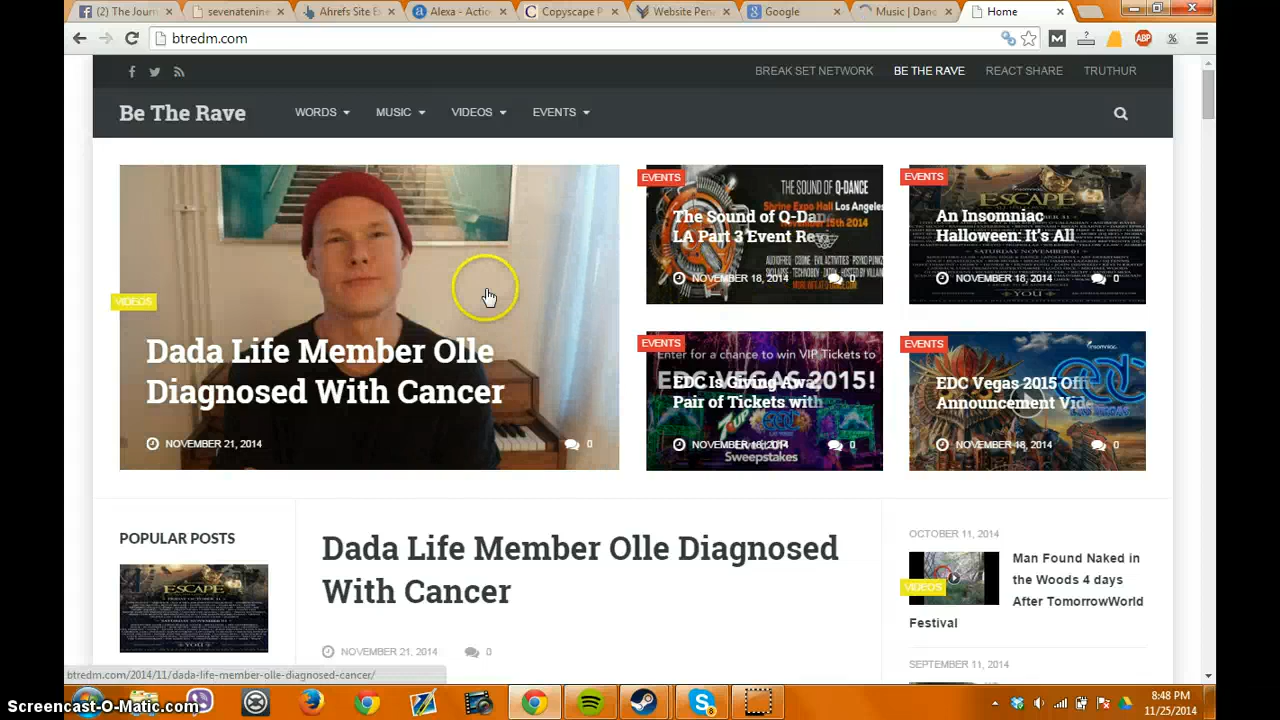 (2) The Journ
sevenatenine
Ahrefs Site E
Alexa - Actio
Copyscape P
Website Pen
Google
Music | Danc
Home
btredm.com
BREAK SET NETWORK
BE THE RAVE
REACT SHARE
TRUTHUR
Be The Rave
WORDS
MUSIC
VIDEOS
EVENTS
VIDEOS
Dada Life Member Olle
Diagnosed With Cancer
NOVEMBER 21, 2014
0
EVENTS
THE SOUND OF Q-DANCE
Shrine Expo Hall Los Angeles
The Sound of Q-Dan
LA Part 3 Event Re
NOVEMBER 18, 2014
EVENTS
ESCAPE
An Insomniac
Halloween: It's All
NOVEMBER 18, 2014
0
YOU
EVENTS
Enter for a chance to win VIP Tickets to
EDC VEGAS 2015!
EDC Is Giving Away
Pair of Tickets with
NOVEMBER 18, 2014
0
Sweepstakes
EVENTS
insomniac
EDC Vegas 2015 Offi
Announcement Vide
NOVEMBER 18, 2014
0
POPULAR POSTS
ESCAPE
Dada Life Member Olle Diagnosed
With Cancer
NOVEMBER 21, 2014
0
OCTOBER 11, 2014
VIDEOS
Man Found Naked in
the Woods 4 days
After TomorrowWorld
Festival
SEPTEMBER 11, 2014
btredm.com/2014/11/dada-life-member-olle-diagnosed-cancer/
8:48 PM
11/25/2014
Screencast-O-Matic.com